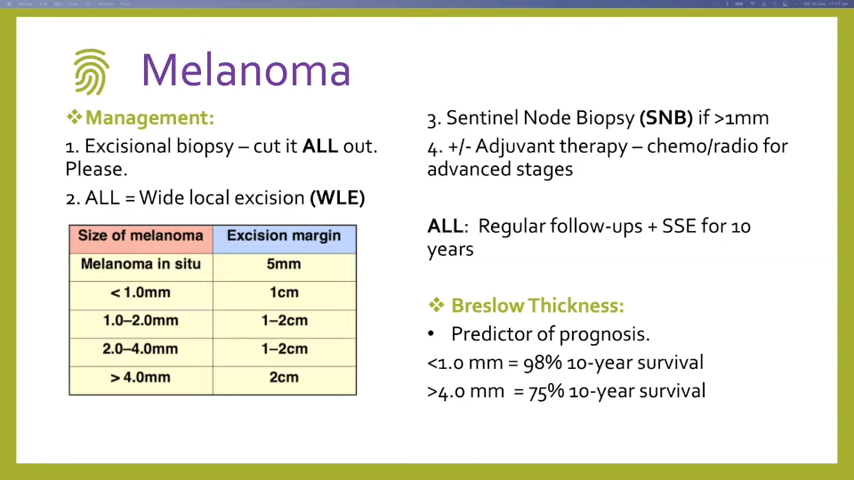 Melanoma
❖Management:
1. Excisional biopsy – cut it ALL out.
Please.
2. ALL = Wide local excision (WLE)
Size of melanoma Excision margin
Melanoma in situ 5mm
< 1.0mm 1cm
1.0–2.0mm 1–2cm
2.0–4.0mm 1–2cm
> 4.0mm 2cm
3. Sentinel Node Biopsy (SNB) if >1mm
4. +/- Adjuvant therapy – chemo/radio for
advanced stages
ALL: Regular follow-ups + SSE for 10
years
❖ Breslow Thickness:
• Predictor of prognosis.
<1.0 mm = 98% 10-year survival
>4.0 mm = 75% 10-year survival